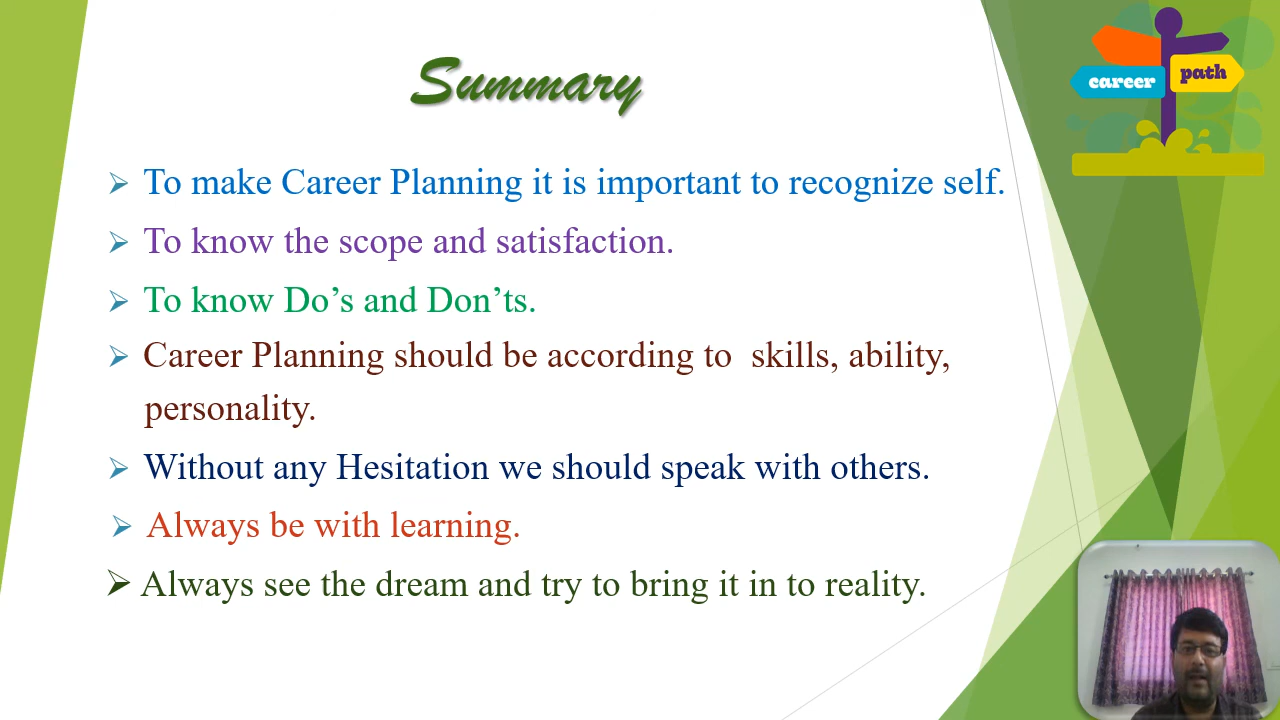 Summary
career
path
To make Career Planning it is important to recognize self.
To know the scope and satisfaction.
To know Do’s and Don’ts.
Career Planning should be according to skills, ability,
personality.
Without any Hesitation we should speak with others.
Always be with learning.
Always see the dream and try to bring it in to reality.